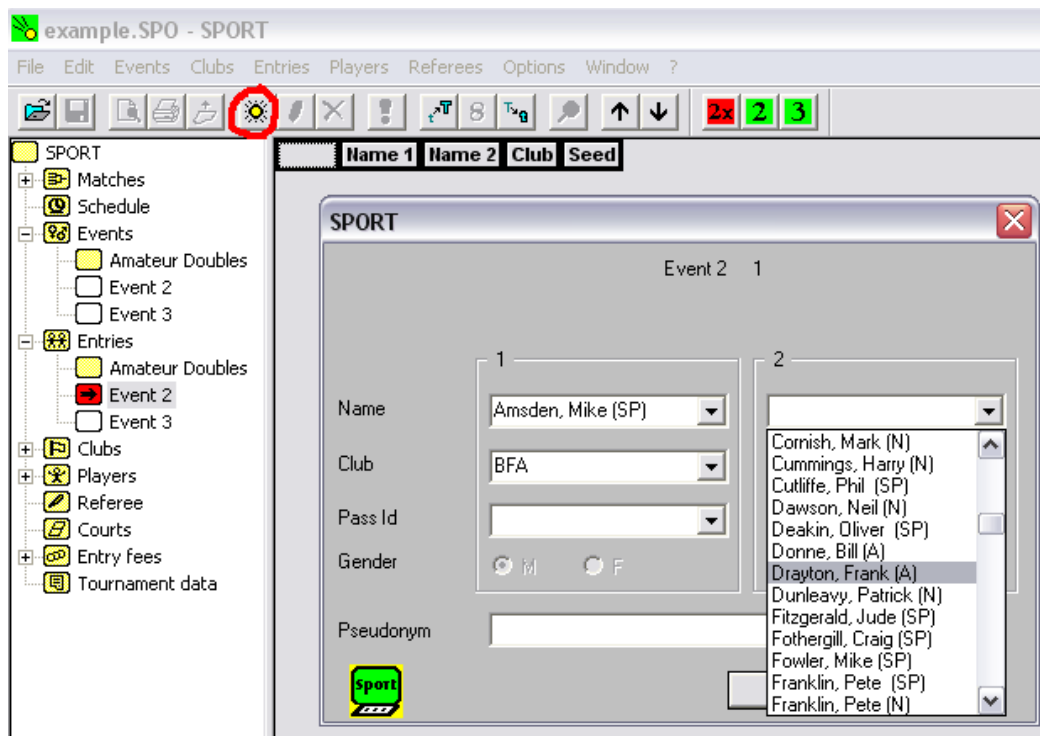 example.SPO - SPORT
File Edit Events Clubs Entries Players Referees Options Window ?
2x 2 3
SPORT
Matches
Schedule
Events
Amateur Doubles
Event 2
Event 3
Entries
Amateur Doubles
Event 2
Event 3
Clubs
Players
Referee
Courts
Entry fees
Tournament data
Name 1 Name 2 Club Seed
SPORT
Event 2 1
1 2
Name Amsden, Mike (SP)
Club BFA
Pass Id
Gender M F
Pseudonym
Sport
Cornish, Mark (N)
Cummings, Harry (N)
Cutliffe, Phil (SP)
Dawson, Neil (N)
Deakin, Oliver (SP)
Donne, Bill (A)
Drayton, Frank (A)
Dunleavy, Patrick (N)
Fitzgerald, Jude (SP)
Fothergill, Craig (SP)
Fowler, Mike (SP)
Franklin, Pete (SP)
Franklin, Pete (N)